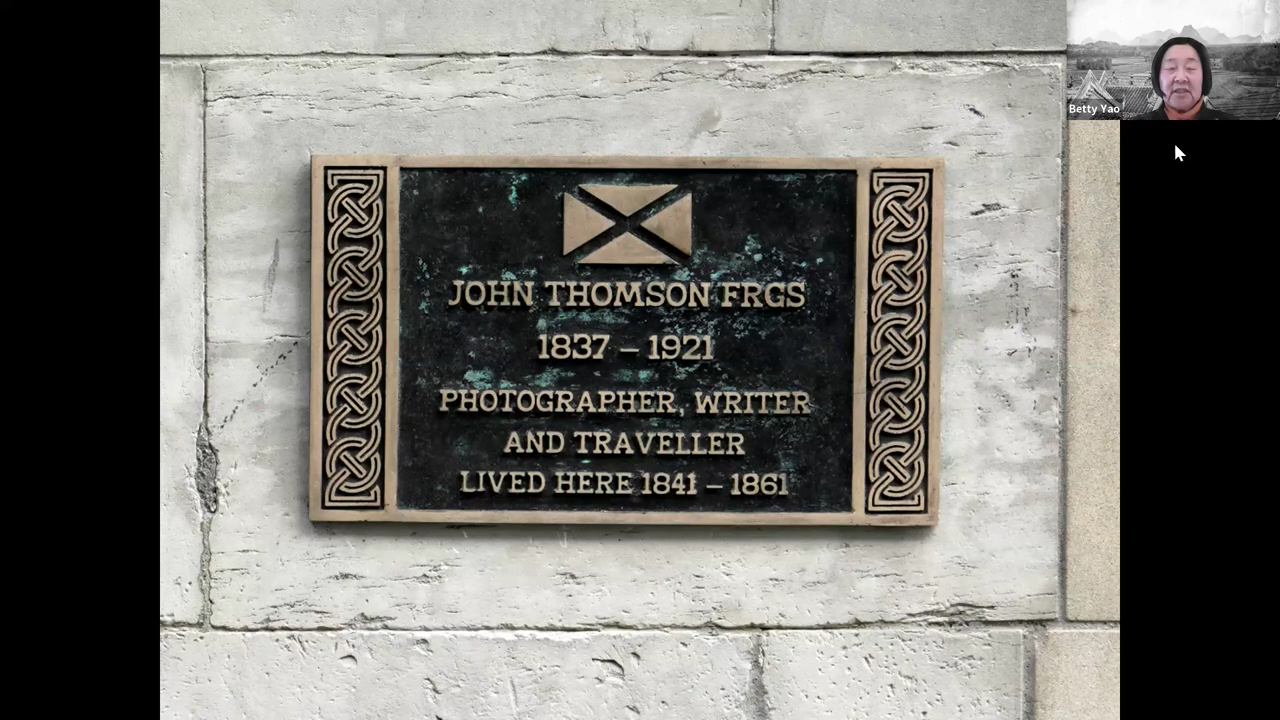 Betty Yao
JOHN THOMSON FRGS
1837 – 1921
PHOTOGRAPHER, WRITER
AND TRAVELLER
LIVED HERE 1841 – 1861